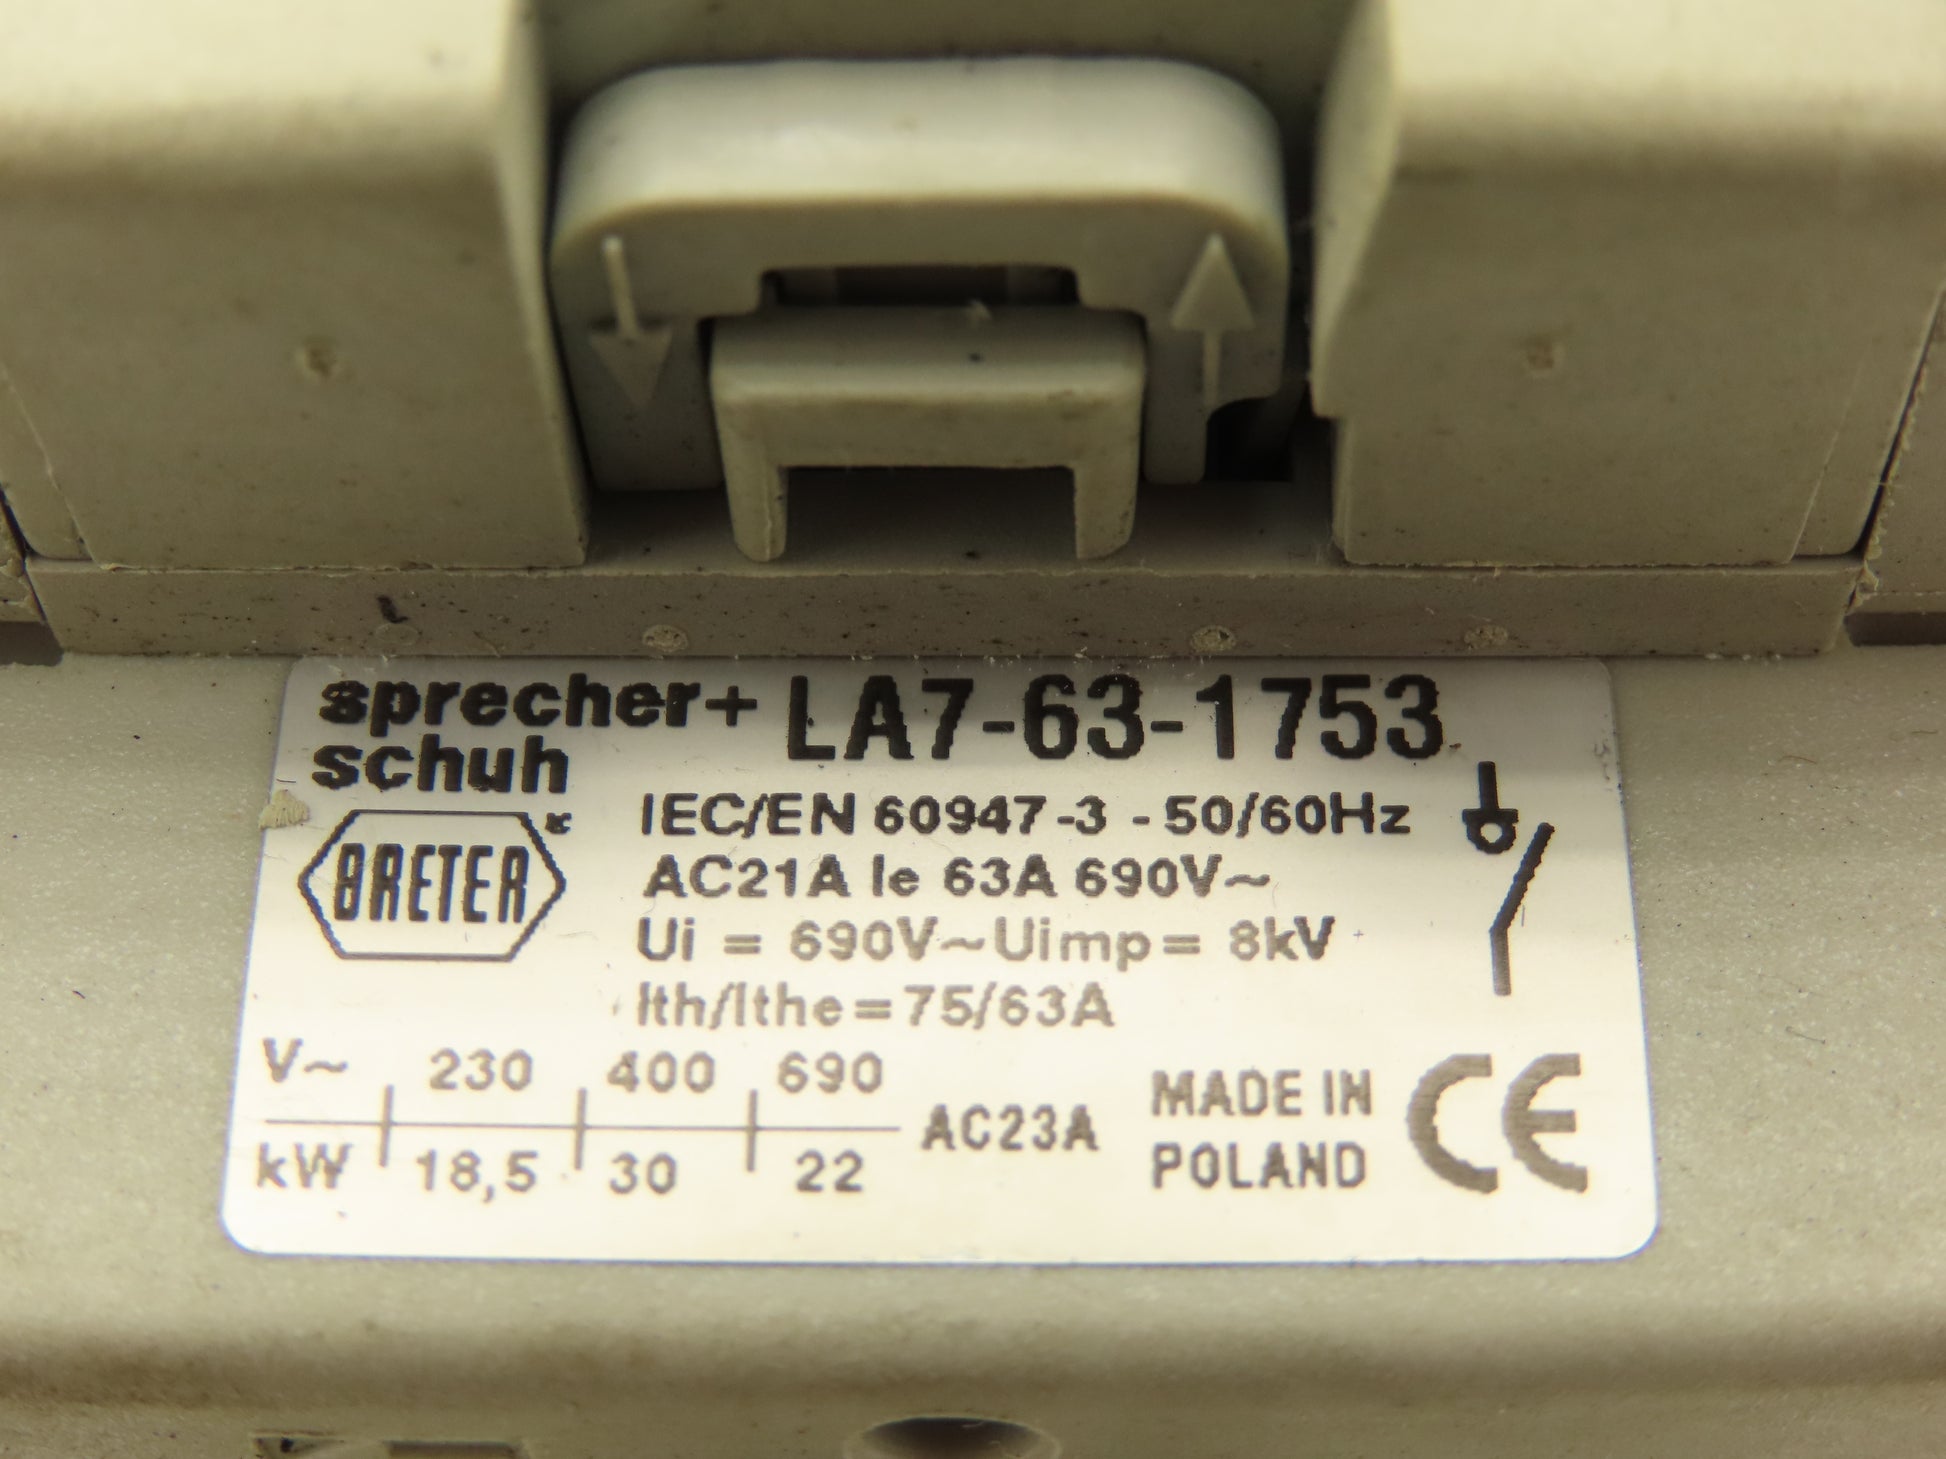 sprecher+
schuh
LA7-63-1753
BRETER
IEC/EN 60947-3 - 50/60Hz
AC21A Ie 63A 690V~
Ui = 690V~Uimp= 8kV
Ith/Ithe=75/63A
V~ 230 400 690
kW 18,5 30 22
AC23A
MADE IN
POLAND
CE